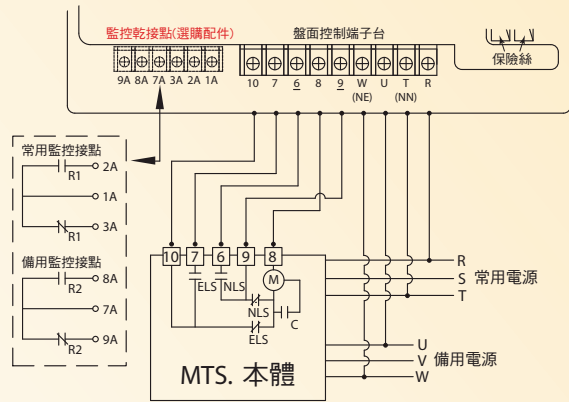 監控乾接點(選購配件)
盤面控制端子台
保險絲
9A 8A 7A 3A 2A 1A
10 7 6 8 9 W U T R
(NE) (NN)
常用監控接點
R1 2A
1A
R1 3A
備用監控接點
R2 8A
7A
R2 9A
10 7 6 9 8
M
ELS NLS
NLS
C
ELS
MTS. 本體
R
S 常用電源
T
U
V 備用電源
W